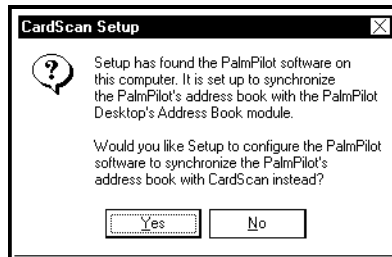 CardScan Setup
Setup has found the PalmPilot software on
this computer. It is set up to synchronize
the PalmPilot's address book with the PalmPilot
Desktop's Address Book module.
Would you like Setup to configure the PalmPilot
software to synchronize the PalmPilot's
address book with CardScan instead?
Yes No